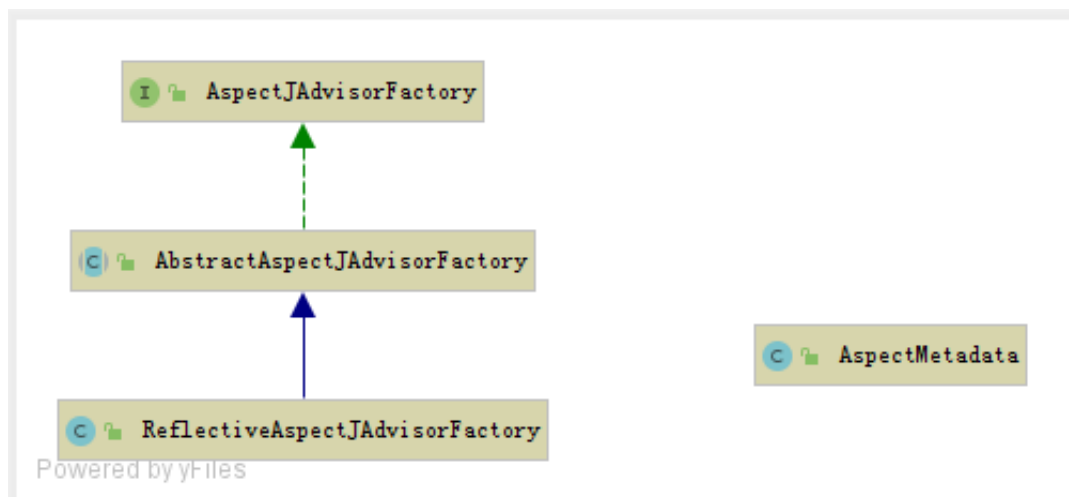 I AspectJAdvisorFactory
C AbstractAspectJAdvisorFactory
C AspectMetadata
C ReflectiveAspectJAdvisorFactory
Powered by yFiles